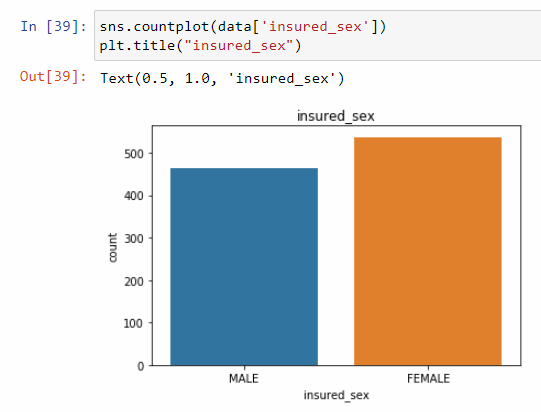 In [39]: sns.countplot(data['insured_sex'])
plt.title("insured_sex")
Out[39]: Text(0.5, 1.0, 'insured_sex')
insured_sex
500
400
300
200
100
0
count
MALE FEMALE
insured_sex